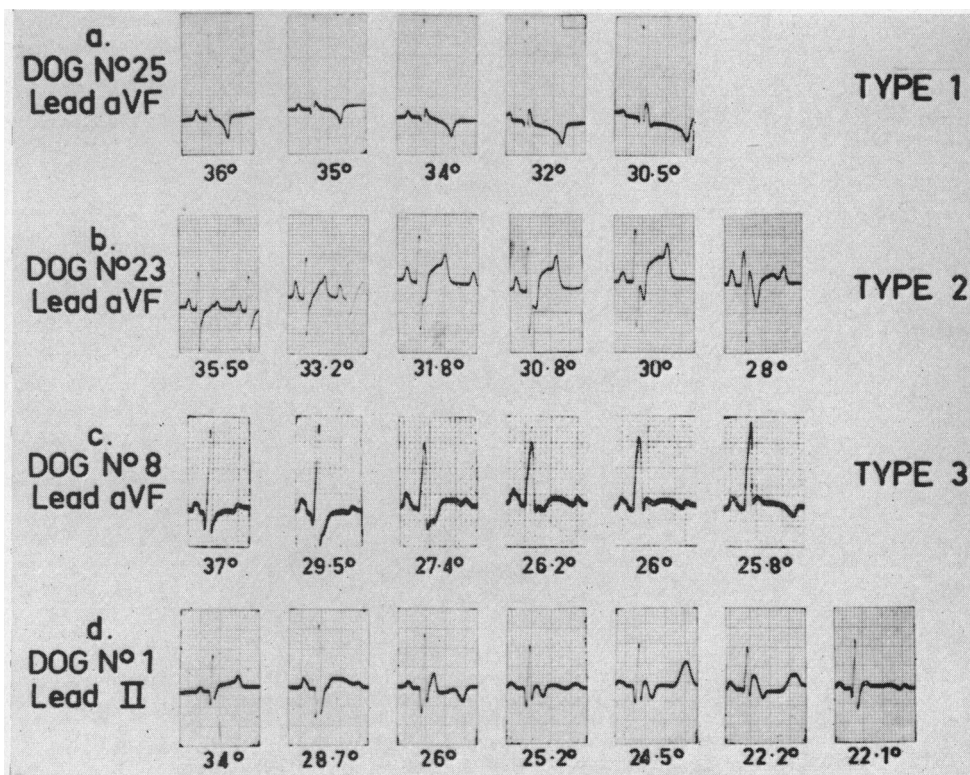 a.
DOG Nº25
Lead aVF
TYPE 1
36° 35° 34° 32° 30·5°
b.
DOG Nº23
Lead aVF
TYPE 2
35·5° 33·2° 31·8° 30·8° 30° 28°
c.
DOG Nº 8
Lead aVF
TYPE 3
37° 29·5° 27·4° 26·2° 26° 25·8°
d.
DOG Nº 1
Lead II
34° 28·7° 26° 25·2° 24·5° 22·2° 22·1°